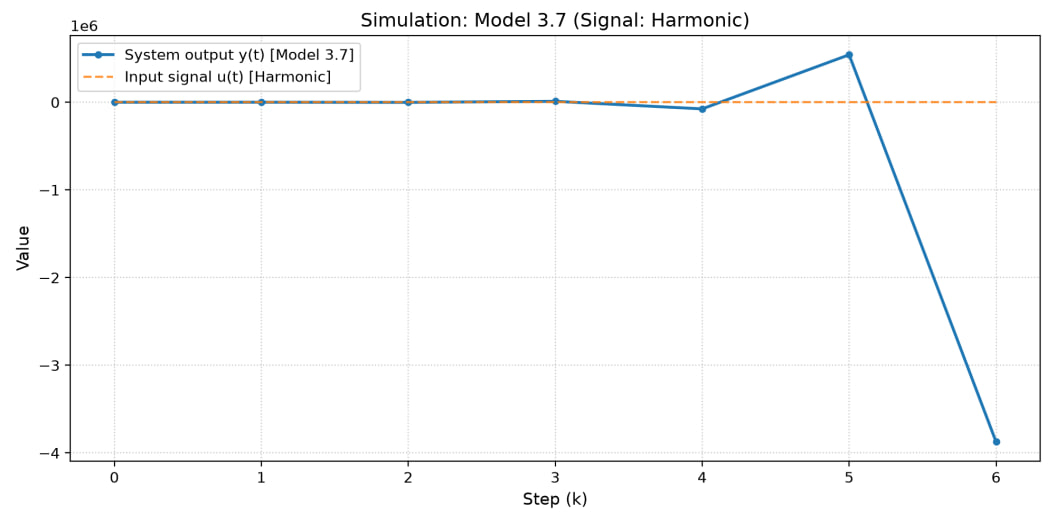 Simulation: Model 3.7 (Signal: Harmonic)
1e6
System output y(t) [Model 3.7]
Input signal u(t) [Harmonic]
0
−1
−2
−3
−4
Value
0 1 2 3 4 5 6
Step (k)